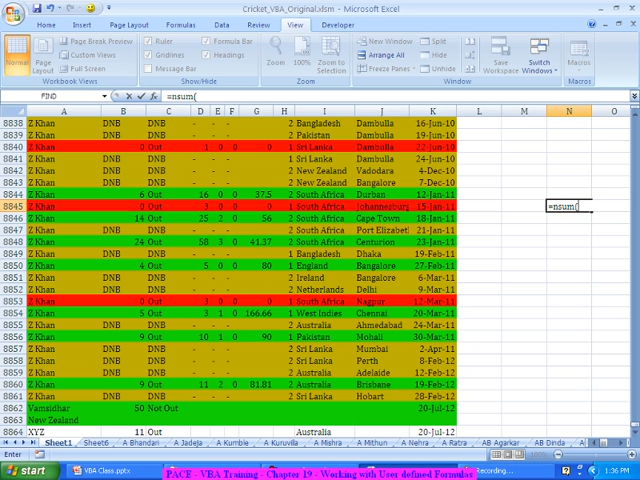 Cricket_VBA_Original.xlsm - Microsoft Excel
Home Insert Page Layout Formulas Data Review View Developer
Normal Page Layout Page Break Preview Custom Views Full Screen
Ruler Formula Bar Gridlines Headings Message Bar
Zoom 100% Zoom to Selection
New Window Arrange All Freeze Panes Split Hide
Save Workspace Switch Windows Macros
Workbook Views Show/Hide Zoom Window Macros
FIND =nsum(
A B C D E F G H I J K L M N O
8838 Z Khan DNB DNB - - - 2 Bangladesh Dambulla 16-Jun-10
8839 Z Khan DNB DNB - - - 2 Pakistan Dambulla 19-Jun-10
8840 Z Khan 0 Out 1 0 0 0 1 Sri Lanka Dambulla 22-Jun-10
8841 Z Khan DNB DNB - - - 2 Sri Lanka Dambulla 24-Jun-10
8842 Z Khan DNB DNB - - - 2 New Zealand Vadodara 4-Dec-10
8843 Z Khan DNB DNB - - - 2 New Zealand Bangalore 7-Dec-10
8844 Z Khan 6 Out 16 0 0 37.5 2 South Africa Durban 12-Jan-11
8845 Z Khan 0 Out 3 0 0 0 1 South Africa Johannesburg 15-Jan-11 =nsum(
8846 Z Khan 14 Out 25 2 0 56 2 South Africa Cape Town 18-Jan-11
8847 Z Khan DNB DNB - - - 2 South Africa Port Elizabet 21-Jan-11
8848 Z Khan 24 Out 58 3 0 41.37 2 South Africa Centurion 23-Jan-11
8849 Z Khan DNB DNB - - - 1 Bangladesh Dhaka 19-Feb-11
8850 Z Khan 4 Out 5 0 0 80 1 England Bangalore 27-Feb-11
8851 Z Khan DNB DNB - - - 2 Ireland Bangalore 6-Mar-11
8852 Z Khan DNB DNB - - - 2 Netherlands Delhi 9-Mar-11
8853 Z Khan 0 Out 3 0 0 0 1 South Africa Nagpur 12-Mar-11
8854 Z Khan 5 Out 3 1 0 166.66 1 West Indies Chennai 20-Mar-11
8855 Z Khan DNB DNB - - - 2 Australia Ahmedabad 24-Mar-11
8856 Z Khan 9 Out 10 1 0 90 1 Pakistan Mohali 30-Mar-11
8857 Z Khan DNB DNB - - - 2 Sri Lanka Mumbai 2-Apr-11
8858 Z Khan DNB DNB - - - 2 Sri Lanka Perth 8-Feb-12
8859 Z Khan DNB DNB - - - 2 Australia Adelaide 12-Feb-12
8860 Z Khan 9 Out 11 2 0 81.81 2 Australia Brisbane 19-Feb-12
8861 Z Khan DNB DNB - - - 2 Sri Lanka Hobart 28-Feb-12
8862 Vamsidhar 50 Not Out 20-Jul-12
8863 New Zealand
8864 XYZ 11 Out Australia 20-Jul-12
Sheet1 Sheet6 A Bhandari A Jadeja A Kumble A Kuruvilla A Mishra A Mithun A Nehra A Ratra AB Agarkar AB Dinda
Enter
start VBA Class.pptx Recording... 1:36 PM
PACE - VBA Training - Chapter 19 - Working with User defined Formulas